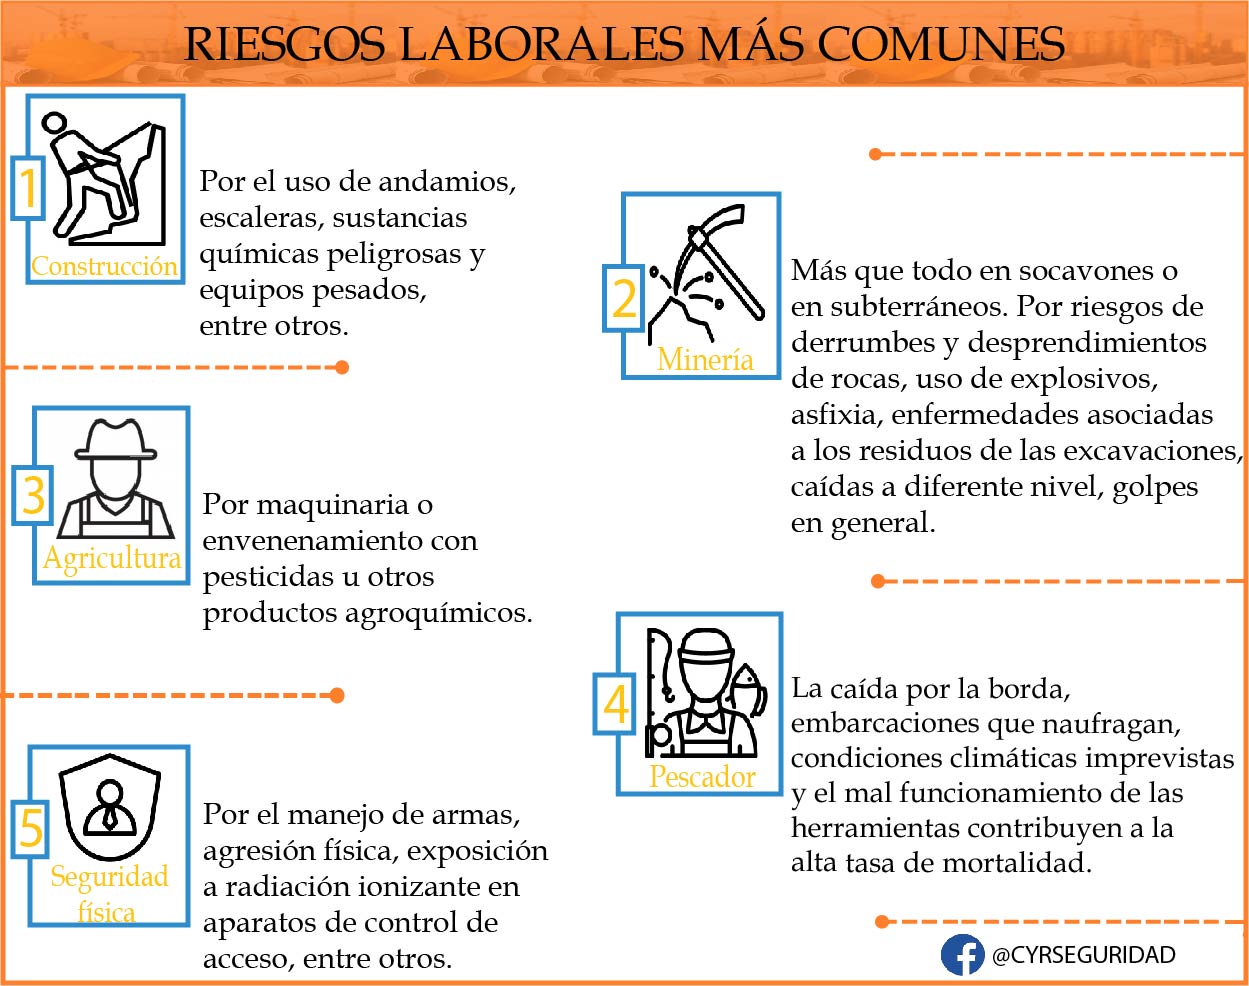 RIESGOS LABORALES MÁS COMUNES
1
Construcción
Por el uso de andamios,
escaleras, sustancias
químicas peligrosas y
equipos pesados,
entre otros.
2
Minería
Más que todo en socavones o
en subterráneos. Por riesgos de
derrumbes y desprendimientos
de rocas, uso de explosivos,
asfixia, enfermedades asociadas
a los residuos de las excavaciones,
caídas a diferente nivel, golpes
en general.
3
Agricultura
Por maquinaria o
envenenamiento con
pesticidas u otros
productos agroquímicos.
4
Pescador
La caída por la borda,
embarcaciones que naufragan,
condiciones climáticas imprevistas
y el mal funcionamiento de las
herramientas contribuyen a la
alta tasa de mortalidad.
5
Seguridad
física
Por el manejo de armas,
agresión física, exposición
a radiación ionizante en
aparatos de control de
acceso, entre otros.
@CYRSEGURIDAD